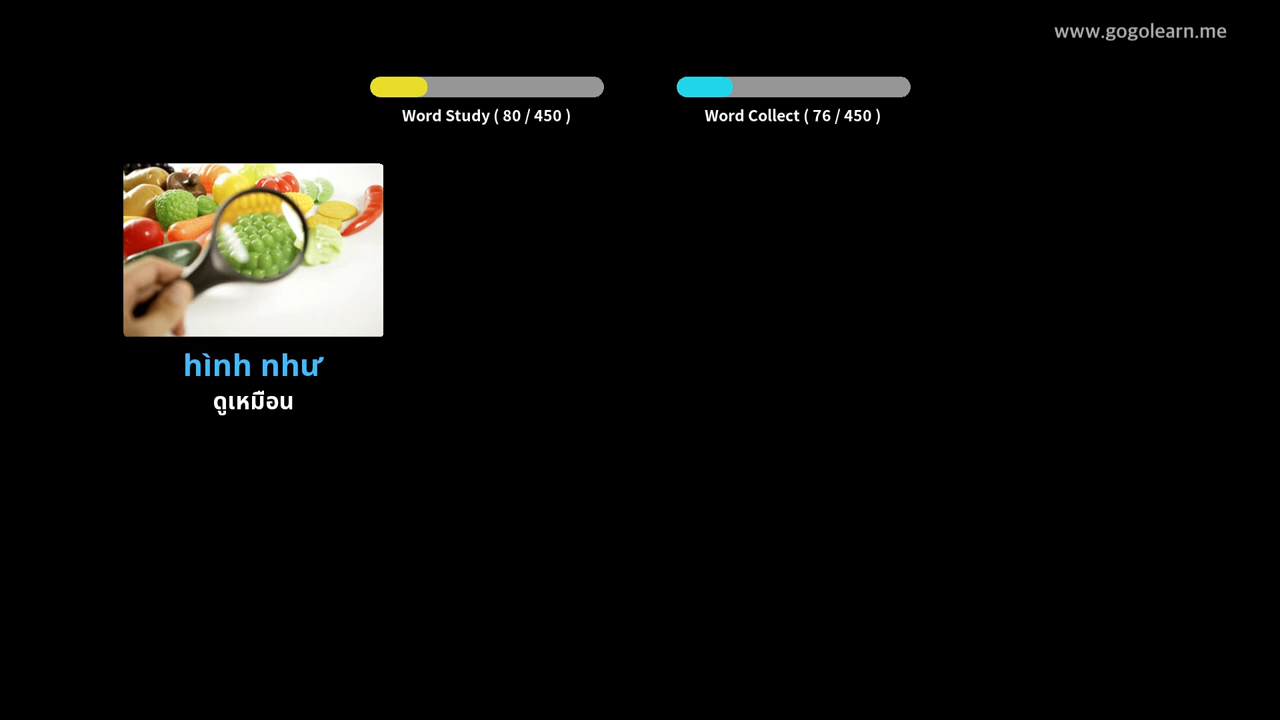 www.gogolearn.me
Word Study ( 80 / 450 )
Word Collect ( 76 / 450 )
hình như
ดูเหมือน